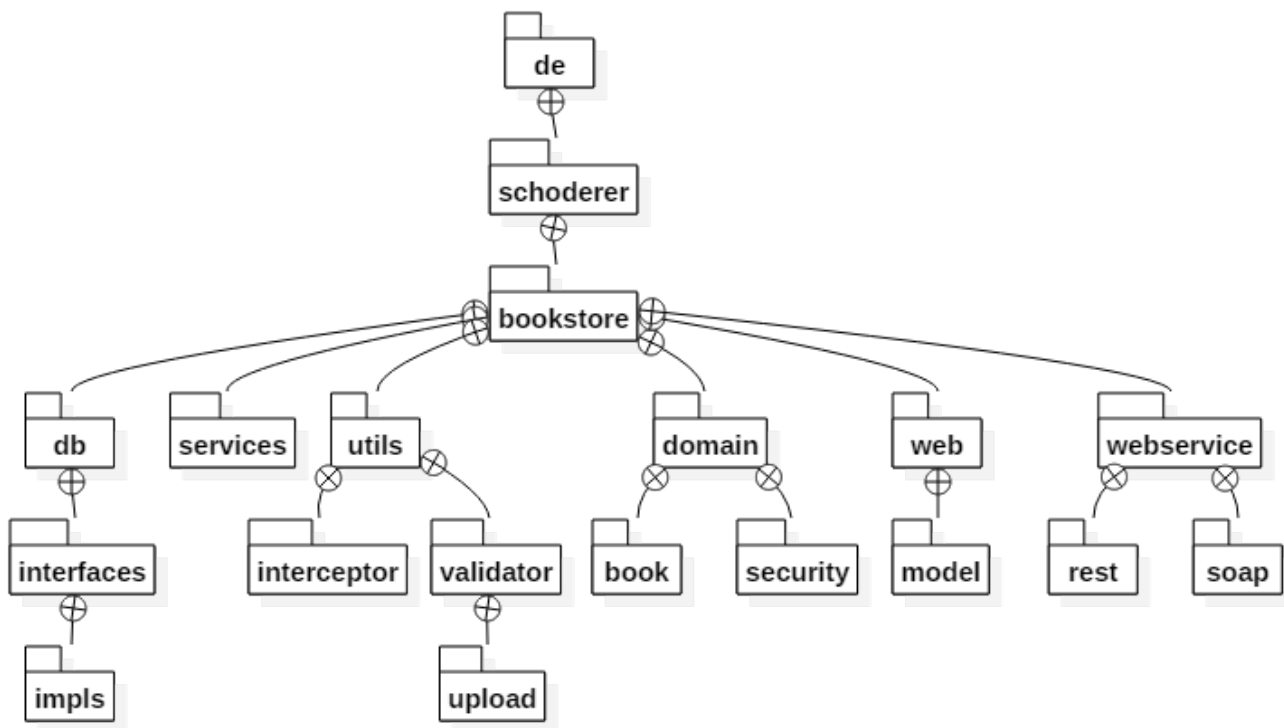 de
schoderer
bookstore
db services utils domain web webservice
interfaces interceptor validator book security model rest soap
impls upload